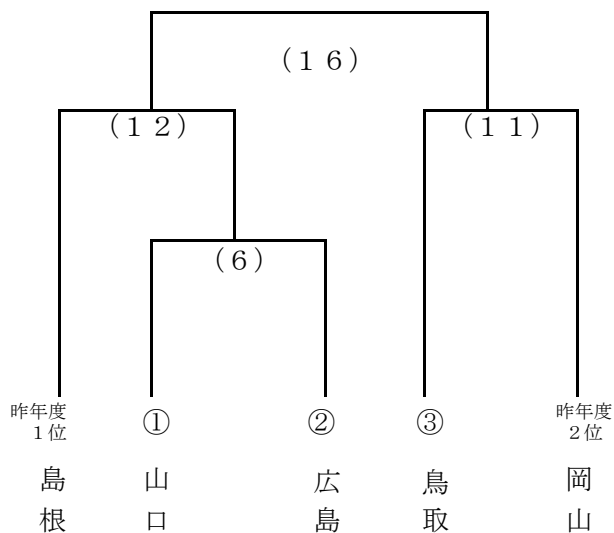 (16)
(12)
(11)
(6)
昨年度
1位
①
②
③
昨年度
2位
島根
山口
広島
鳥取
岡山